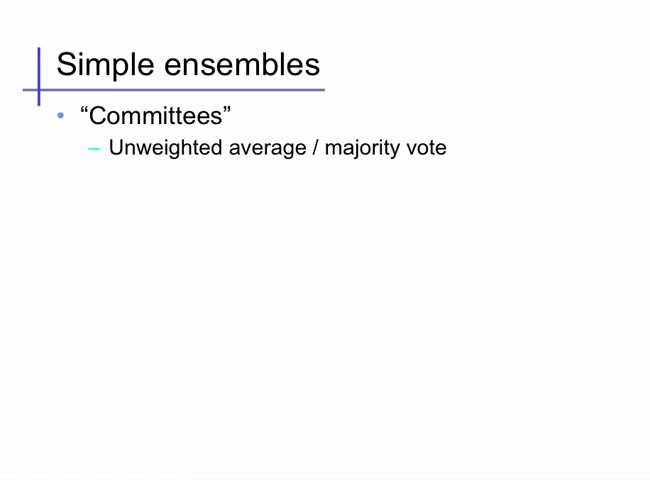 Simple ensembles
• “Committees”
– Unweighted average / majority vote